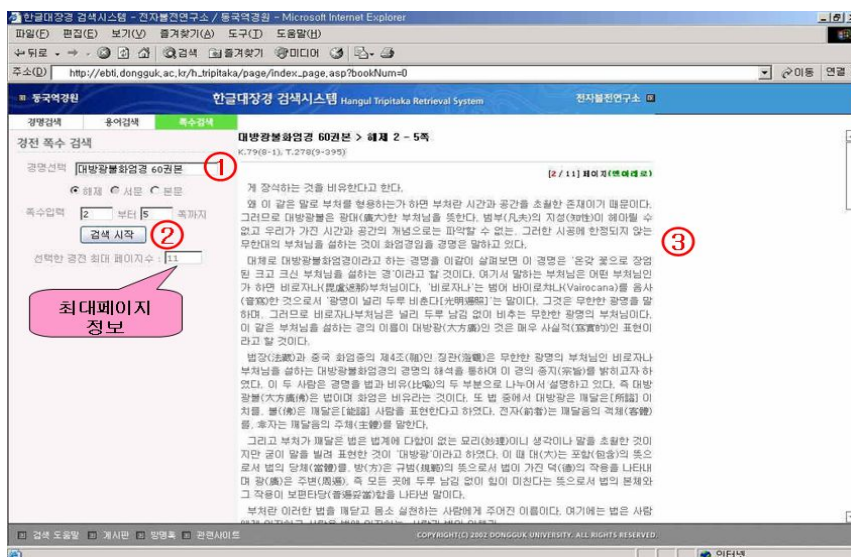 한글대장경 검색시스템 - 전자불전연구소 / 동국역경원 - Microsoft Internet Explorer
파일(F) 편집(E) 보기(V) 즐겨찾기(A) 도구(T) 도움말(H)
뒤로 검색 즐겨찾기 미디어
주소(D) http://ebti.dongguk.ac.kr/h_tripitaka/page/index_page.asp?bookNum=0 이동 연결
동국역경원 한글대장경 검색시스템 Hangul Tripitaka Retrieval System 전자불전연구소
경명검색 용어검색 쪽수검색
경전 쪽수 검색
경명선택 대방광불화엄경 60권본 ①
해제 서문 본문
쪽수입력 2 부터 5 쪽까지
검색 시작 ②
선택한 경전 최대 페이지수 : 11
최대페이지
정보
대방광불화엄경 60권본 > 해제 2 - 5쪽
K.79(8-1), T.278(9-395)
[2 / 11] 페이지(맨아래로)
게 장식하는 것을 비유한다고 한다.
왜 이 같은 말로 부처를 형용하는가 하면 부처란 시간과 공간을 초월한 존재이기 때문이다.
그러므로 대방광불은 광대(廣大)한 부처님을 뜻한다. 범부(凡夫)의 지성(知性)이 헤아릴 수
없고 우리가 가진 시간과 공간의 개념으로는 파악할 수 없는. 그러한 시공에 한정되지 않는
무한대의 부처님을 설하는 것이 화엄경임을 경명은 말하고 있다.
③
대체로 대방광불화엄경이라고 하는 경명을 이같이 살펴보면 이 경명은 '온갖 꽃으로 장엄
된 크고 크신 부처님을 설하는 경'이라고 할 것이다. 여기서 말하는 부처님은 어떤 부처님인
가 하면 비로자나(毘盧遮那)부처님이다. '비로자나'는 범어 바이로차나(Vairocana)를 음사
(音寫)한 것으로서 '광명이 널리 두루 비춘다[光明遍照]'는 말이다. 그것은 무한한 광명을 말
하며. 그러므로 비로자나부처님은 널리 두루 남김 없이 비추는 무한한 광명의 부처님이다.
이 같은 부처님을 설하는 경의 이름이 대방광(大方廣)인 것은 매우 사실적(寫實的)인 표현이
라고 할 것이다.
법장(法藏)과 중국 화엄종의 제4조(祖)인 징관(澄觀)은 무한한 광명의 부처님인 비로자나
부처님을 설하는 대방광불화엄경의 경명의 해석을 통하여 이 경의 종지(宗旨)를 밝히고자 하
였다. 이 두 사람은 경명을 법과 비유(比喩)의 두 부분으로 나누어서 설명하고 있다. 즉 대방
광불(大方廣佛)은 법이며 화엄은 비유라는 것이다. 또 법 중에서 대방광은 깨달은[所證] 이
치를. 불(佛)은 깨달은[能證] 사람을 표현한다고 하였다. 전자(前者)는 깨달음의 객체(客體)
를. 후자는 깨달음의 주체(主體)를 말한다.
그리고 부처가 깨달은 법은 법계에 다함이 없는 묘리(妙理)이니 생각이나 말을 초월한 것이
지만 굳이 말을 빌려 표현한 것이 '대방광'이라고 하였다. 이 때 대(大)는 포함(包含)의 뜻으
로서 법의 당체(當體)를. 방(方)은 규범(規範)의 뜻으로서 법이 가진 덕(德)의 작용을 나타내
며 광(廣)은 주변(周遍). 즉 모든 곳에 두루 남김 없이 힘이 미친다는 뜻으로서 법의 본체와
그 작용이 보편타당(普遍妥當)함을 나타낸 말이다.
부처란 이러한 법을 깨닫고 몸소 실천하는 사람에게 주어진 이름이다. 여기에는 법은 사람
검색 도움말 게시판 방명록 관련사이트 COPYRIGHT(C) 2002 DONGGUK UNIVERSITY. ALL RIGHTS RESERVED.
인터넷